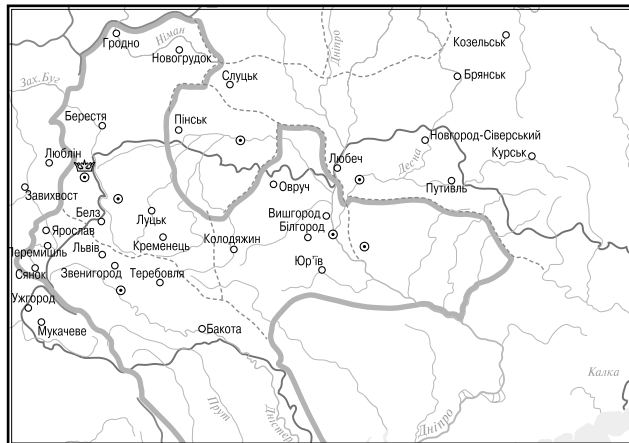 Гродно
Німан
Новогрудок
Дніпро
Козельськ
Зах. Буг
Слуцьк
Брянськ
Берестя
Пінськ
Люблін
Новгород-Сіверський
Десна
Курськ
Любеч
Завихвост
Овруч
Путивль
Белз
Луцьк
Вишгород
Ярослав
Білгород
Кременець
Колодяжин
Перемишль
Львів
Сянок
Звенигород
Теребовля
Юр'їв
Ужгород
Мукачеве
Бакота
Калка
Прут
Дністер
Дніпро